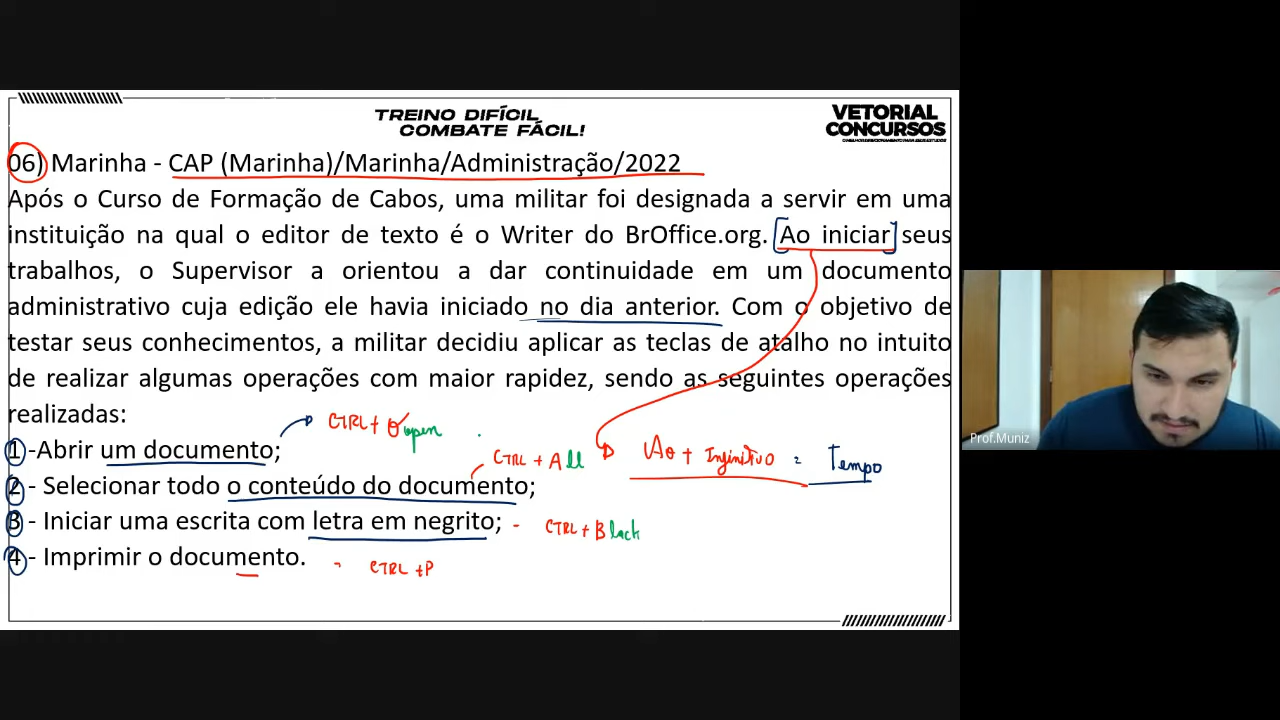 TREINO DIFÍCIL
COMBATE FÁCIL!
VETORIAL
CONCURSOS
06) Marinha - CAP (Marinha)/Marinha/Administração/2022
Após o Curso de Formação de Cabos, uma militar foi designada a servir em uma
instituição na qual o editor de texto é o Writer do BrOffice.org. [Ao iniciar] seus
trabalhos, o Supervisor a orientou a dar continuidade em um documento
administrativo cuja edição ele havia iniciado no dia anterior. Com o objetivo de
testar seus conhecimentos, a militar decidiu aplicar as teclas de atalho no intuito
de realizar algumas operações com maior rapidez, sendo as seguintes operações
realizadas:
CTRL + O open
1 -Abrir um documento;
CTRL + All
Ao + Infinitivo = Tempo
2 - Selecionar todo o conteúdo do documento;
3 - Iniciar uma escrita com letra em negrito; - CTRL + Black
4 - Imprimir o documento. - CTRL + P
Prof.Muniz